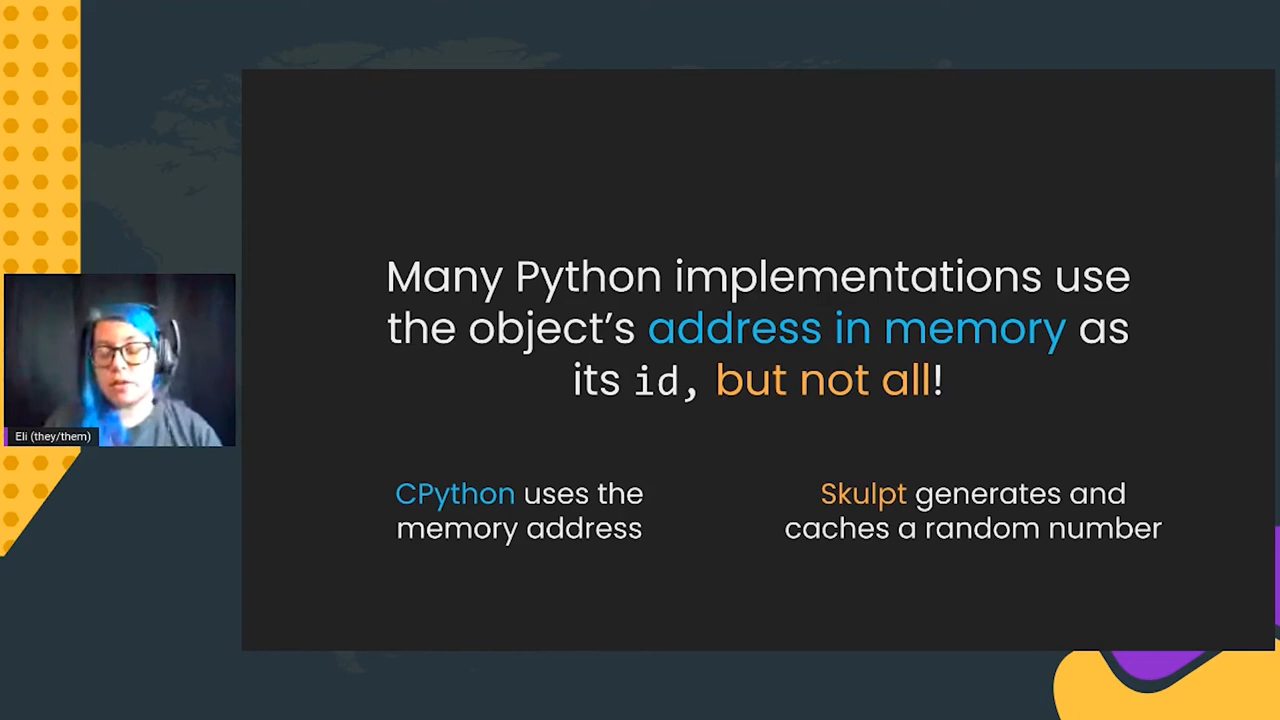 Many Python implementations use
the object’s address in memory as
its id, but not all!
CPython uses the
memory address
Skulpt generates and
caches a random number
Eli (they/them)